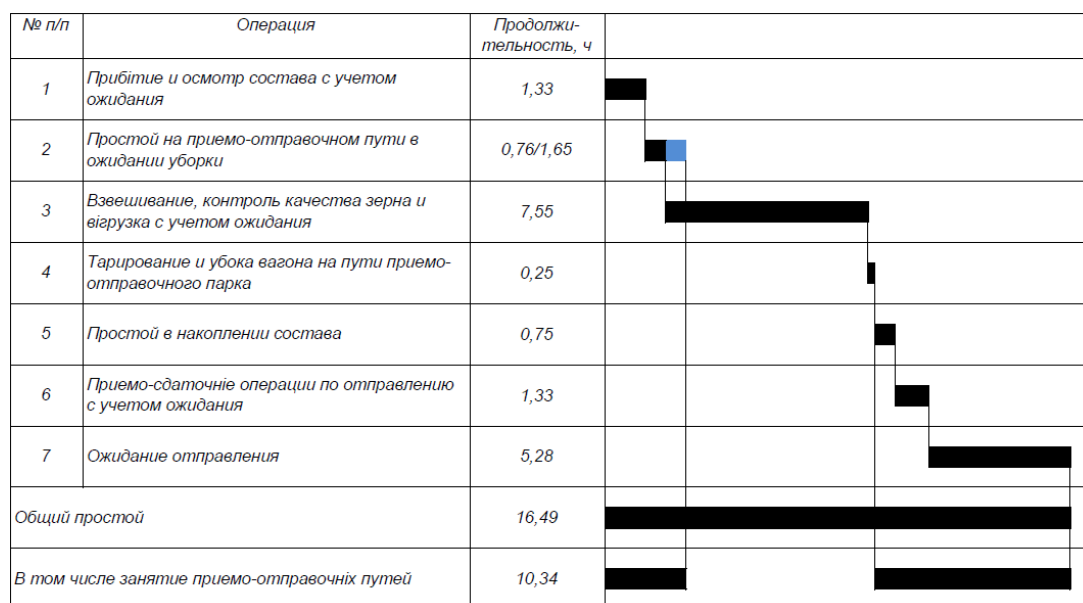 № п/п Операция Продолжи-
тельность, ч
1 Прибітие и осмотр состава с учетом
ожидания 1,33
2 Простой на приемо-отправочном пути в
ожидании уборки 0,76/1,65
3 Взвешивание, контроль качества зерна и
вігрузка с учетом ожидания 7,55
4 Тарирование и убока вагона на пути приемо-
отправочного парка 0,25
5 Простой в накоплении состава 0,75
6 Приемо-сдаточніе операции по отправлению
с учетом ожидания 1,33
7 Ожидание отправления 5,28
Общий простой 16,49
В том числе занятие приемо-отправочніх путей 10,34